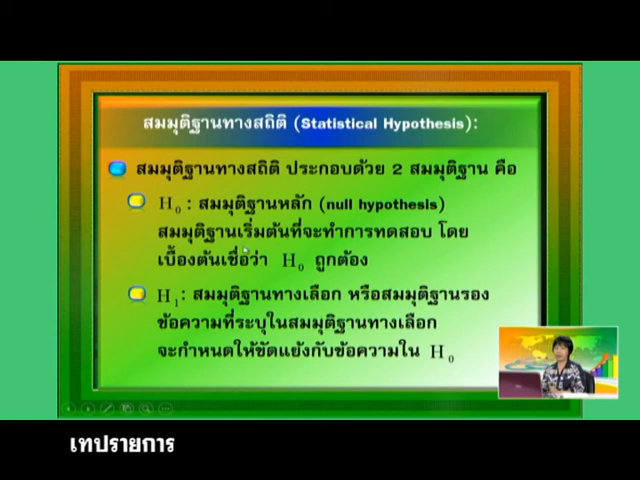 สมมุติฐานทางสถิติ (Statistical Hypothesis):
สมมุติฐานทางสถิติ ประกอบด้วย 2 สมมุติฐาน คือ
H₀ : สมมุติฐานหลัก (null hypothesis)
สมมุติฐานเริ่มต้นที่จะทำการทดสอบ โดย
เบื้องต้นเชื่อว่า H₀ ถูกต้อง
H₁: สมมุติฐานทางเลือก หรือสมมุติฐานรอง
ข้อความที่ระบุในสมมุติฐานทางเลือก
จะกำหนดให้ขัดแย้งกับข้อความใน H₀
เทปรายการ